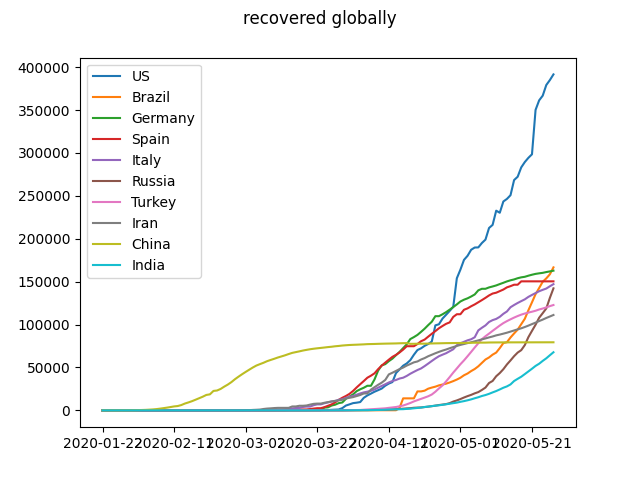 recovered globally
400000
350000
300000
250000
200000
150000
100000
50000
0
US
Brazil
Germany
Spain
Italy
Russia
Turkey
Iran
China
India
2020-01-22 2020-02-11 2020-03-02 2020-03-22 2020-04-11 2020-05-01 2020-05-21